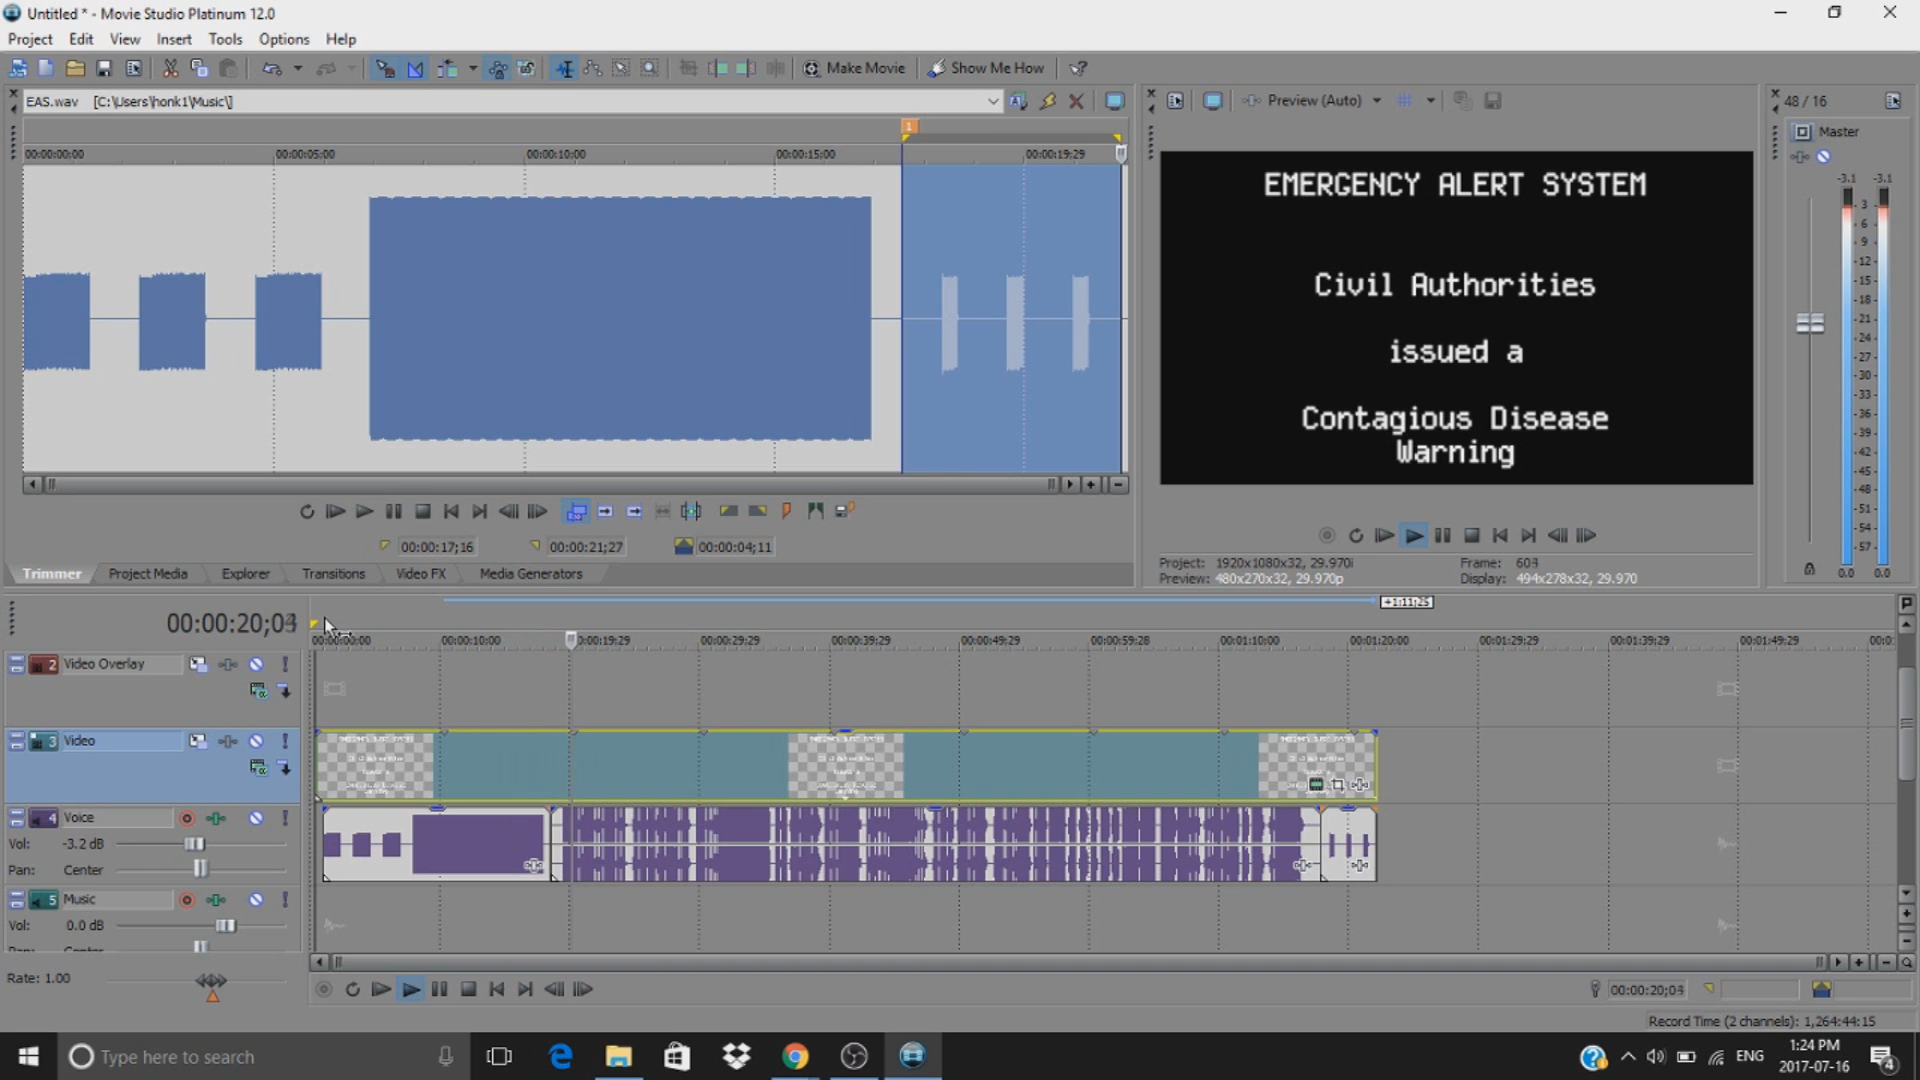 Untitled * - Movie Studio Platinum 12.0
Project Edit View Insert Tools Options Help
Make Movie Show Me How
EAS.wav [C:\Users\honk1\Music\]
Preview (Auto)
48 / 16
Master
1
00:00:00;00 00:00:05;00 00:00:10;00 00:00:15;00 00:00:19;29
-3.1 -3.1
3
6
9
-12
-15
-18
-21
-24
-27
-30
-33
-36
-39
-42
-45
-48
-51
-54
-57
0.0 0.0
EMERGENCY ALERT SYSTEM
Civil Authorities
issued a
Contagious Disease
Warning
00:00:17;16 00:00:21;27 00:00:04;11
Project: 1920x1080x32, 29.970i Frame: 603
Preview: 480x270x32, 29.970p Display: 494x278x32, 29.970
Trimmer Project Media Explorer Transitions Video FX Media Generators
+1:11;25
00:00:20;03
00:00:00;00 00:00:10;00 0:00:19;29 00:00:29;29 00:00:39;29 00:00:49;29 00:00:59;28 00:01:10;00 00:01:20;00 00:01:29;29 00:01:39;29 00:01:49;29 00:0
2 Video Overlay
3 Video
4 Voice
Vol: -3.2 dB
Pan: Center
5 Music
Vol: 0.0 dB
Pan: Center
Rate: 1.00
00:00:20;03
Record Time (2 channels): 1,264:44:15
Type here to search
ENG
1:24 PM
2017-07-16
4